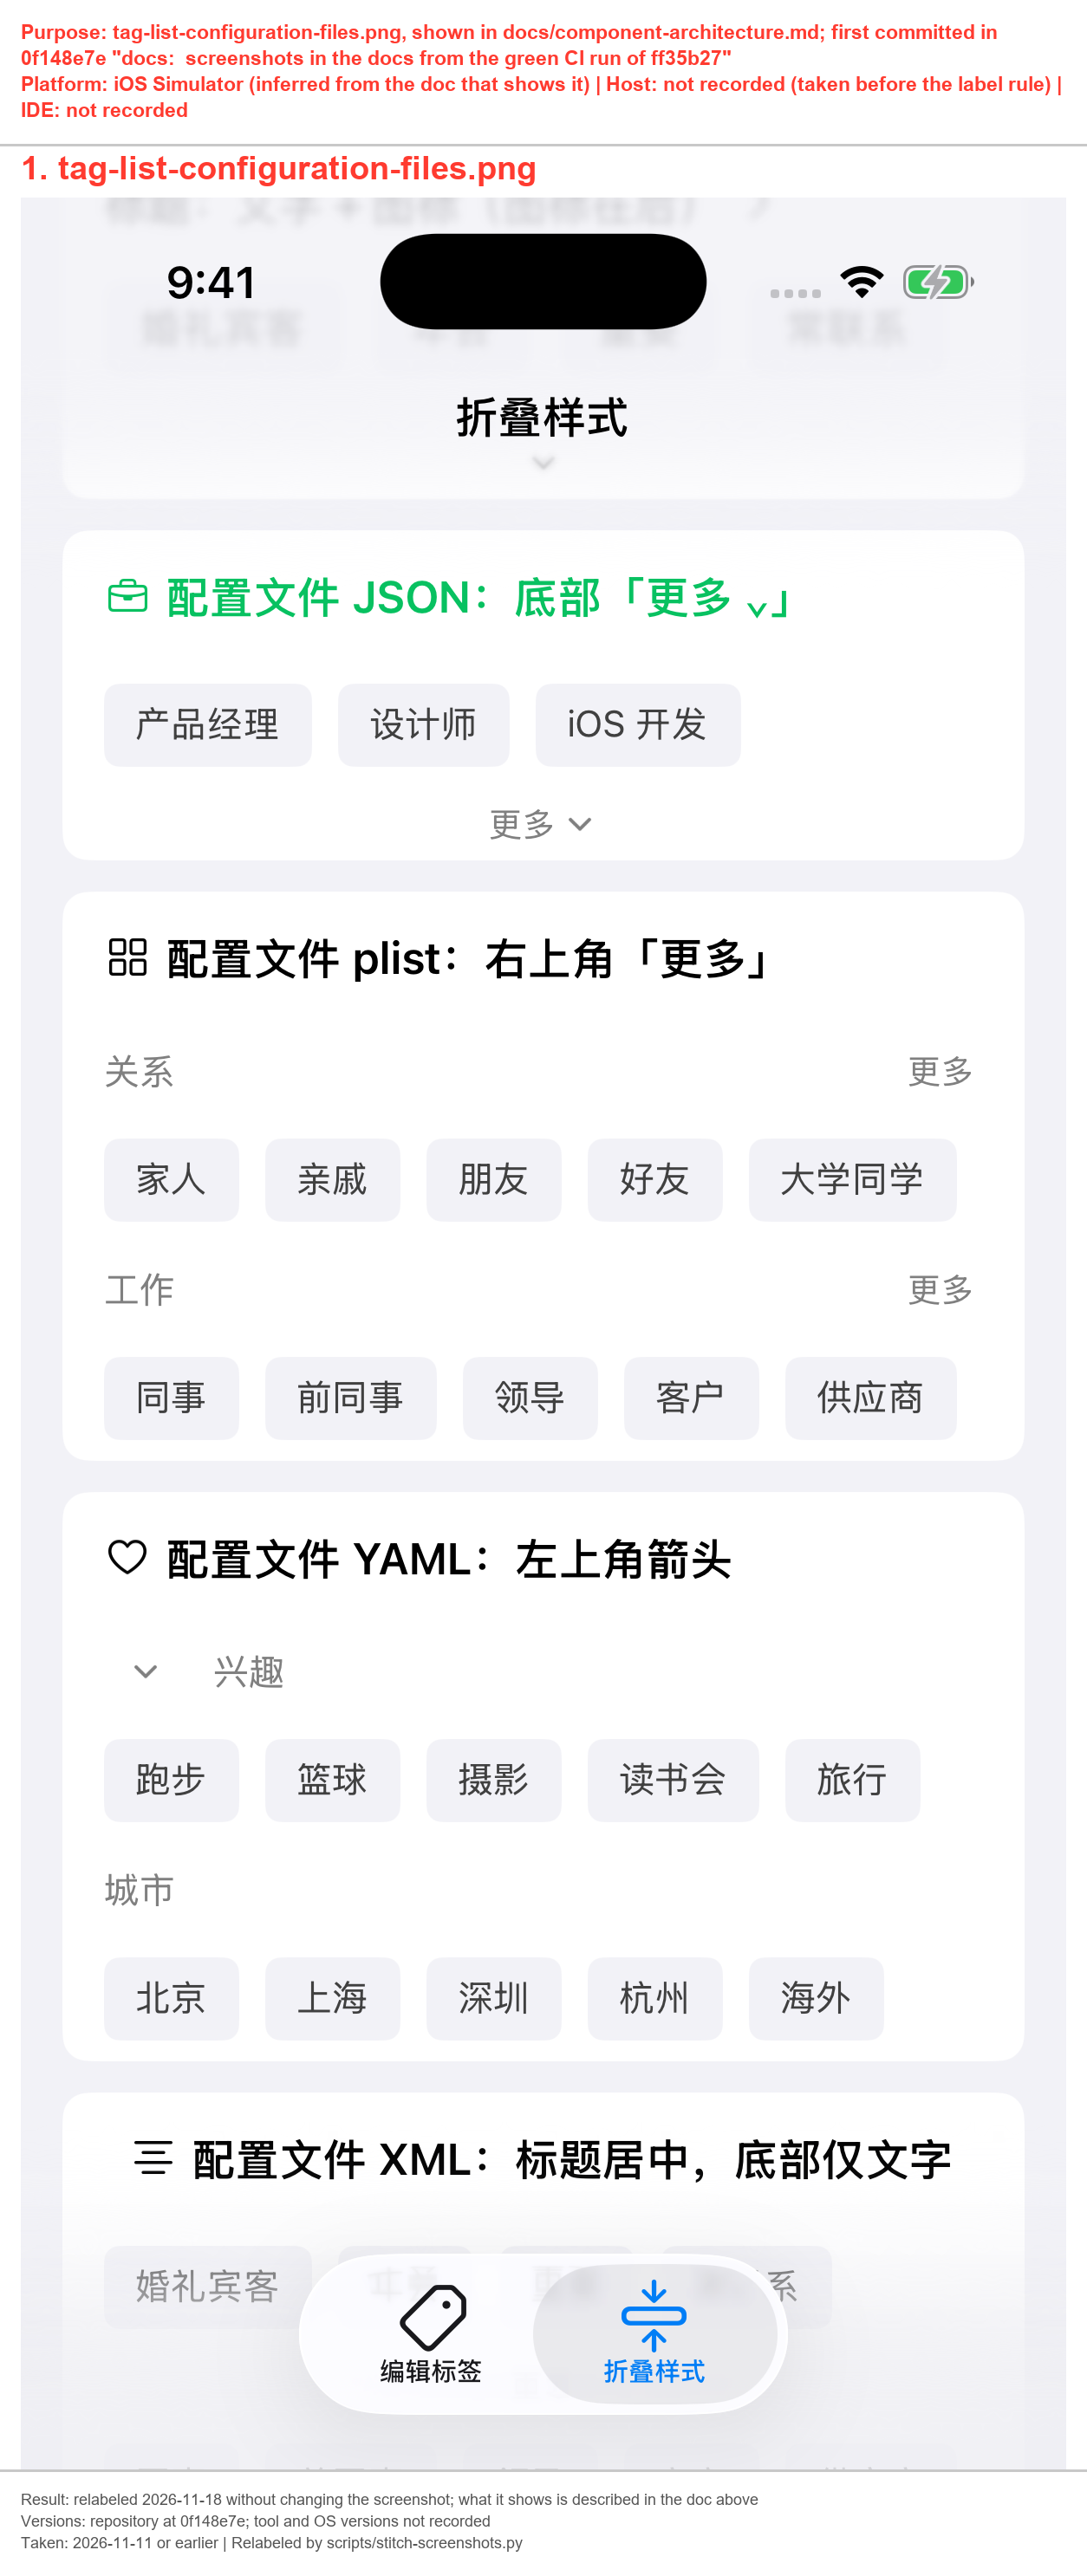 Purpose: tag-list-configuration-files.png, shown in docs/component-architecture.md; first committed in
0f148e7e "docs:  screenshots in the docs from the green CI run of ff35b27"
Platform: iOS Simulator (inferred from the doc that shows it) | Host: not recorded (taken before the label rule) |
IDE: not recorded
1. tag-list-configuration-files.png
9:41
婚礼宾客 常联系
折叠样式
配置文件 JSON：底部「更多⌄」
产品经理 设计师 iOS 开发
更多
配置文件 plist：右上角「更多」
关系 更多
家人 亲戚 朋友 好友 大学同学
工作 更多
同事 前同事 领导 客户 供应商
配置文件 YAML：左上角箭头
兴趣
跑步 篮球 摄影 读书会 旅行
城市
北京 上海 深圳 杭州 海外
配置文件 XML：标题居中，底部仅文字
婚礼宾客 系
编辑标签 折叠样式
Result: relabeled 2026-11-18 without changing the screenshot; what it shows is described in the doc above
Versions: repository at 0f148e7e; tool and OS versions not recorded
Taken: 2026-11-11 or earlier | Relabeled by scripts/stitch-screenshots.py